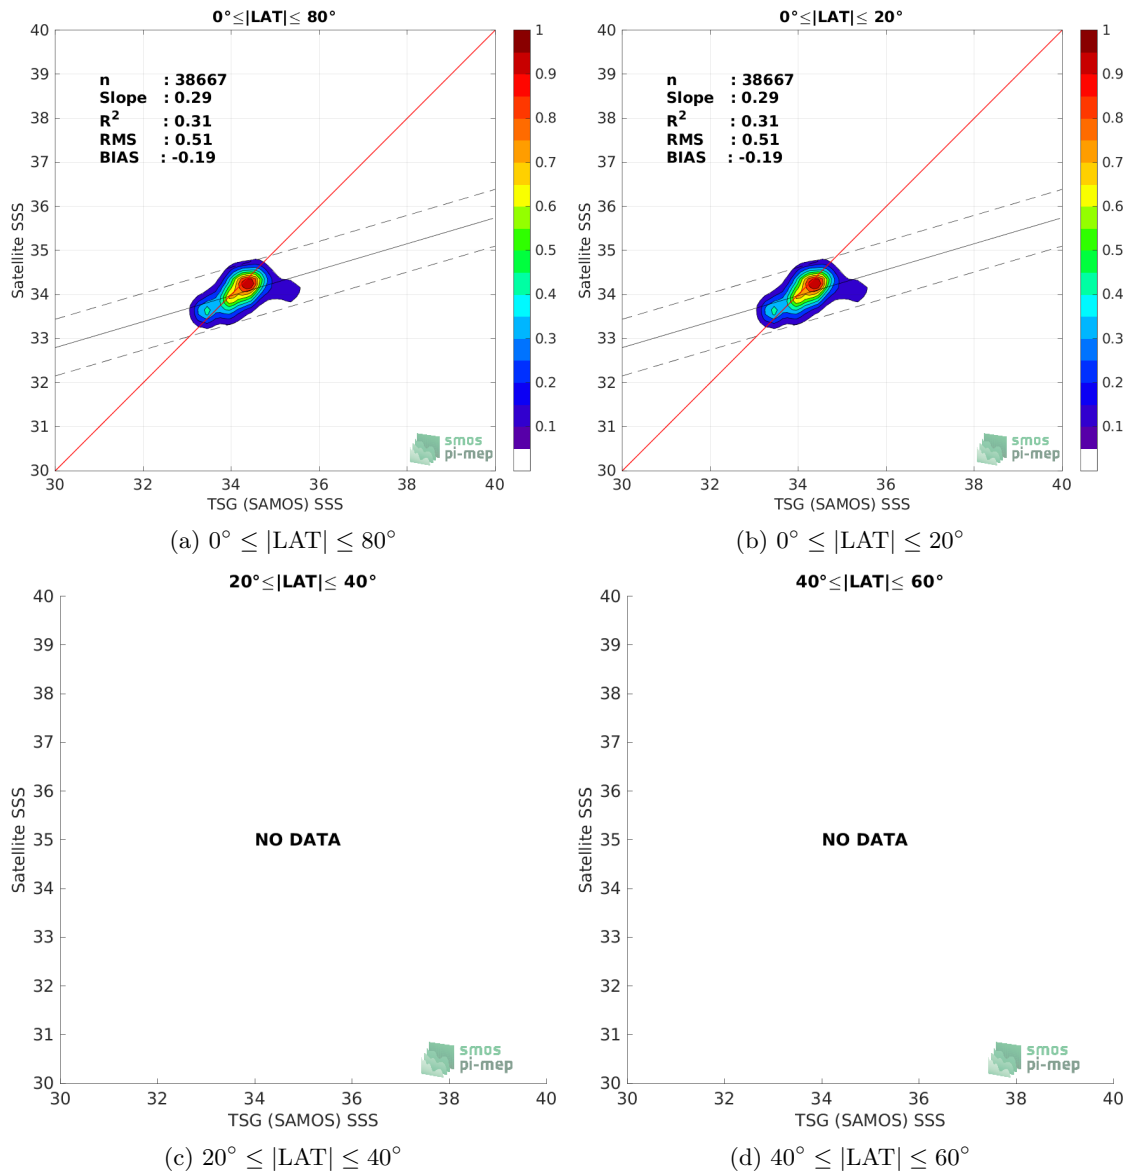 0°≤|LAT|≤ 80°
n : 38667
Slope : 0.29
R² : 0.31
RMS : 0.51
BIAS : -0.19
40
39
38
37
36
35
34
33
32
31
30
Satellite SSS
30 32 34 36 38 40
TSG (SAMOS) SSS
1
0.9
0.8
0.7
0.6
0.5
0.4
0.3
0.2
0.1
smos
pi-mep
(a) 0° ≤ |LAT| ≤ 80°
0°≤|LAT|≤ 20°
n : 38667
Slope : 0.29
R² : 0.31
RMS : 0.51
BIAS : -0.19
40
39
38
37
36
35
34
33
32
31
30
Satellite SSS
30 32 34 36 38 40
TSG (SAMOS) SSS
1
0.9
0.8
0.7
0.6
0.5
0.4
0.3
0.2
0.1
smos
pi-mep
(b) 0° ≤ |LAT| ≤ 20°
20°≤|LAT|≤ 40°
40
39
38
37
36
35
34
33
32
31
30
Satellite SSS
NO DATA
30 32 34 36 38 40
TSG (SAMOS) SSS
smos
pi-mep
(c) 20° ≤ |LAT| ≤ 40°
40°≤|LAT|≤ 60°
40
39
38
37
36
35
34
33
32
31
30
Satellite SSS
NO DATA
30 32 34 36 38 40
TSG (SAMOS) SSS
smos
pi-mep
(d) 40° ≤ |LAT| ≤ 60°